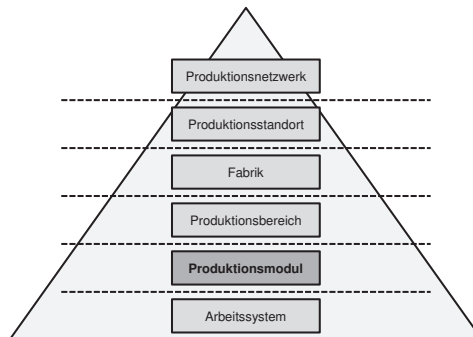 Produktionsnetzwerk
Produktionsstandort
Fabrik
Produktionsbereich
Produktionsmodul
Arbeitssystem